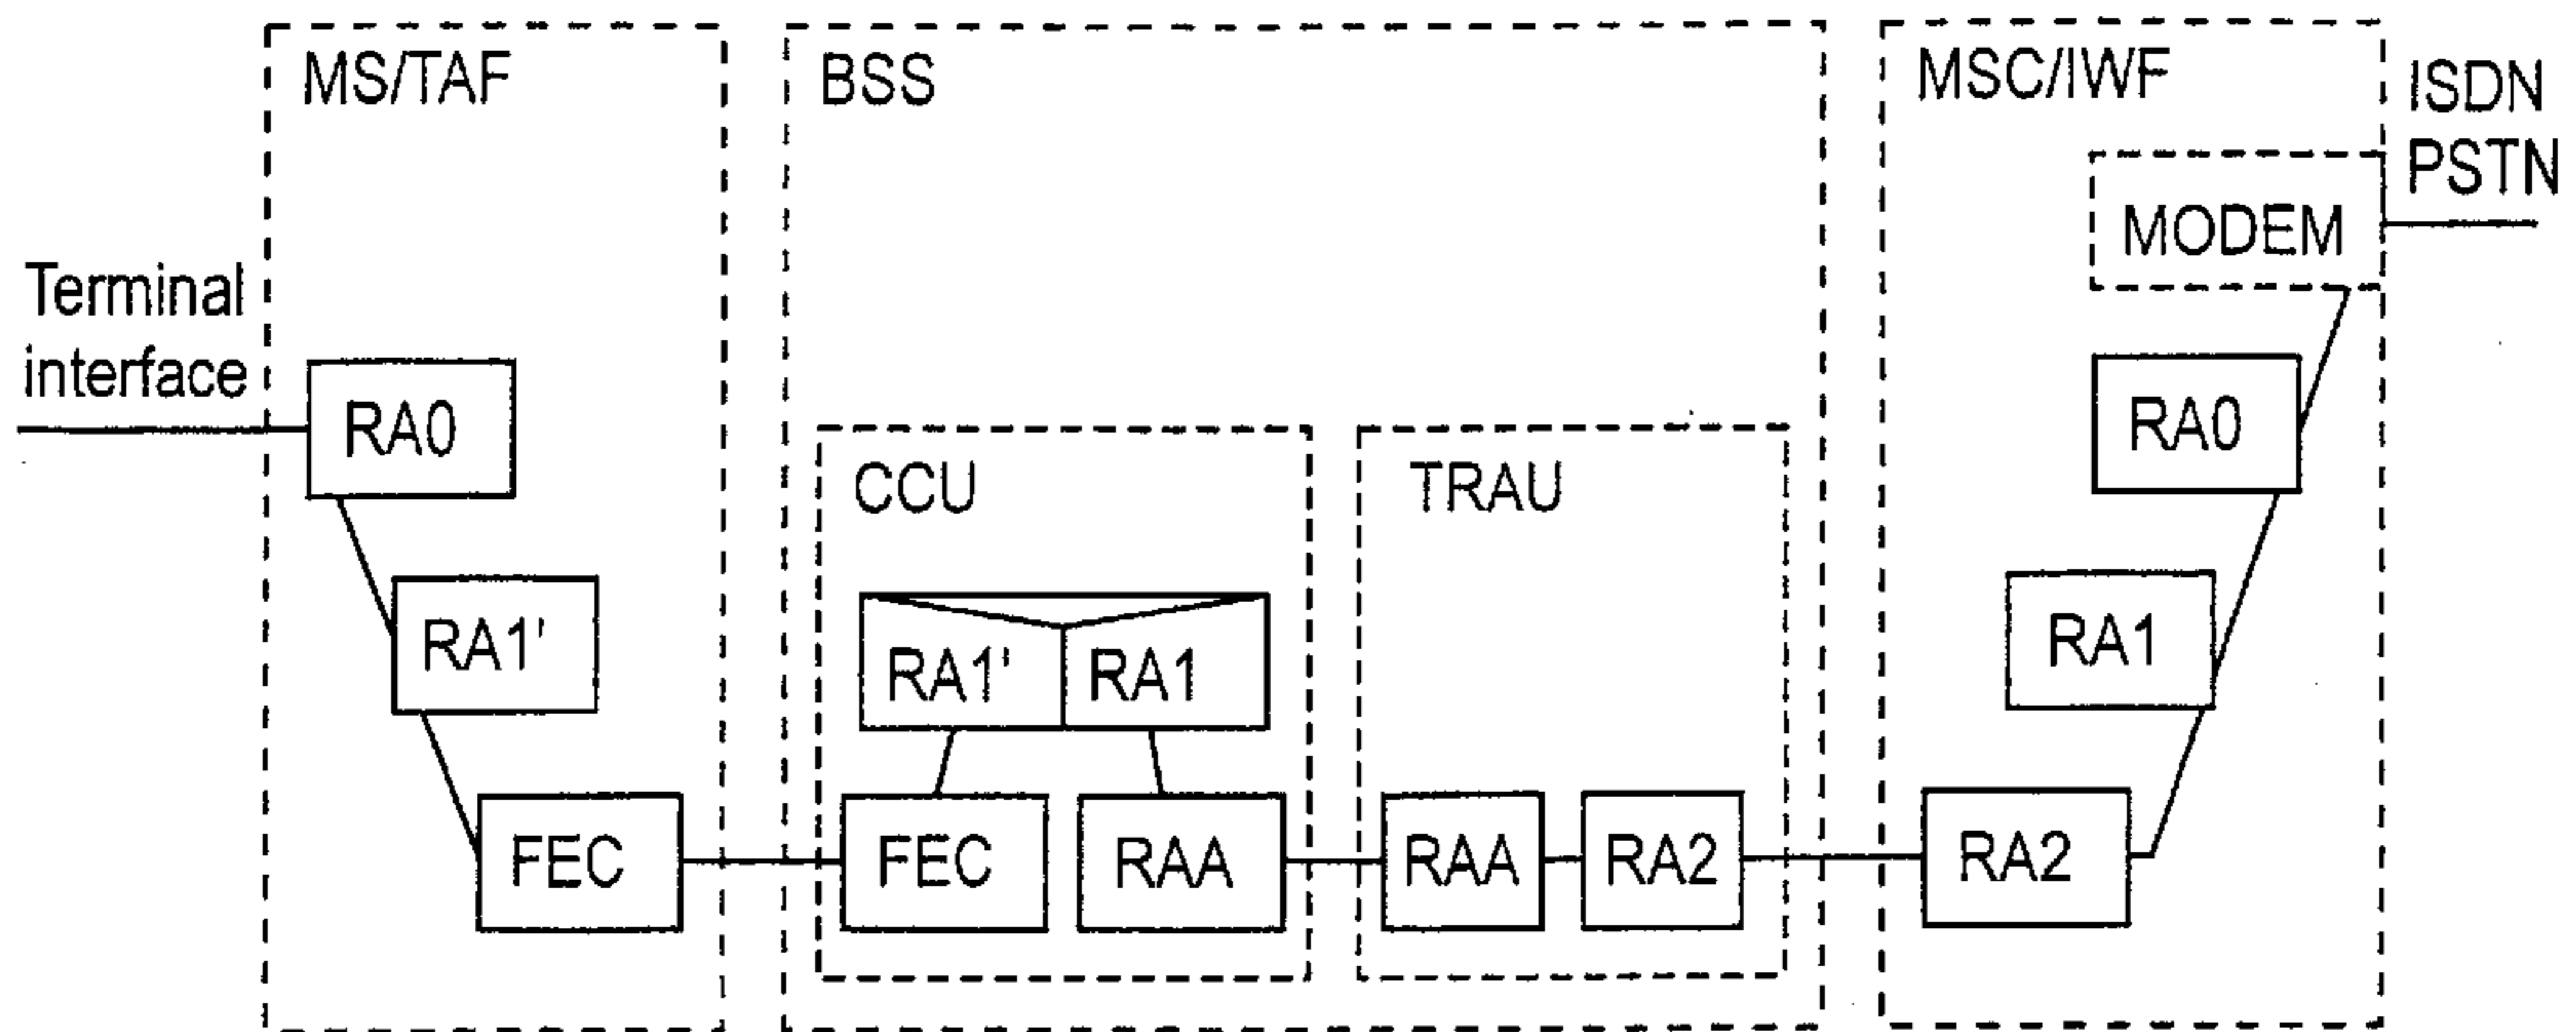 MS/TAF
BSS
MSC/IWF
ISDN
PSTN
MODEM
Terminal
interface
RA0
RA0
CCU
TRAU
RA1'
RA1'
RA1
RA1
FEC
FEC
RAA
RAA
RA2
RA2